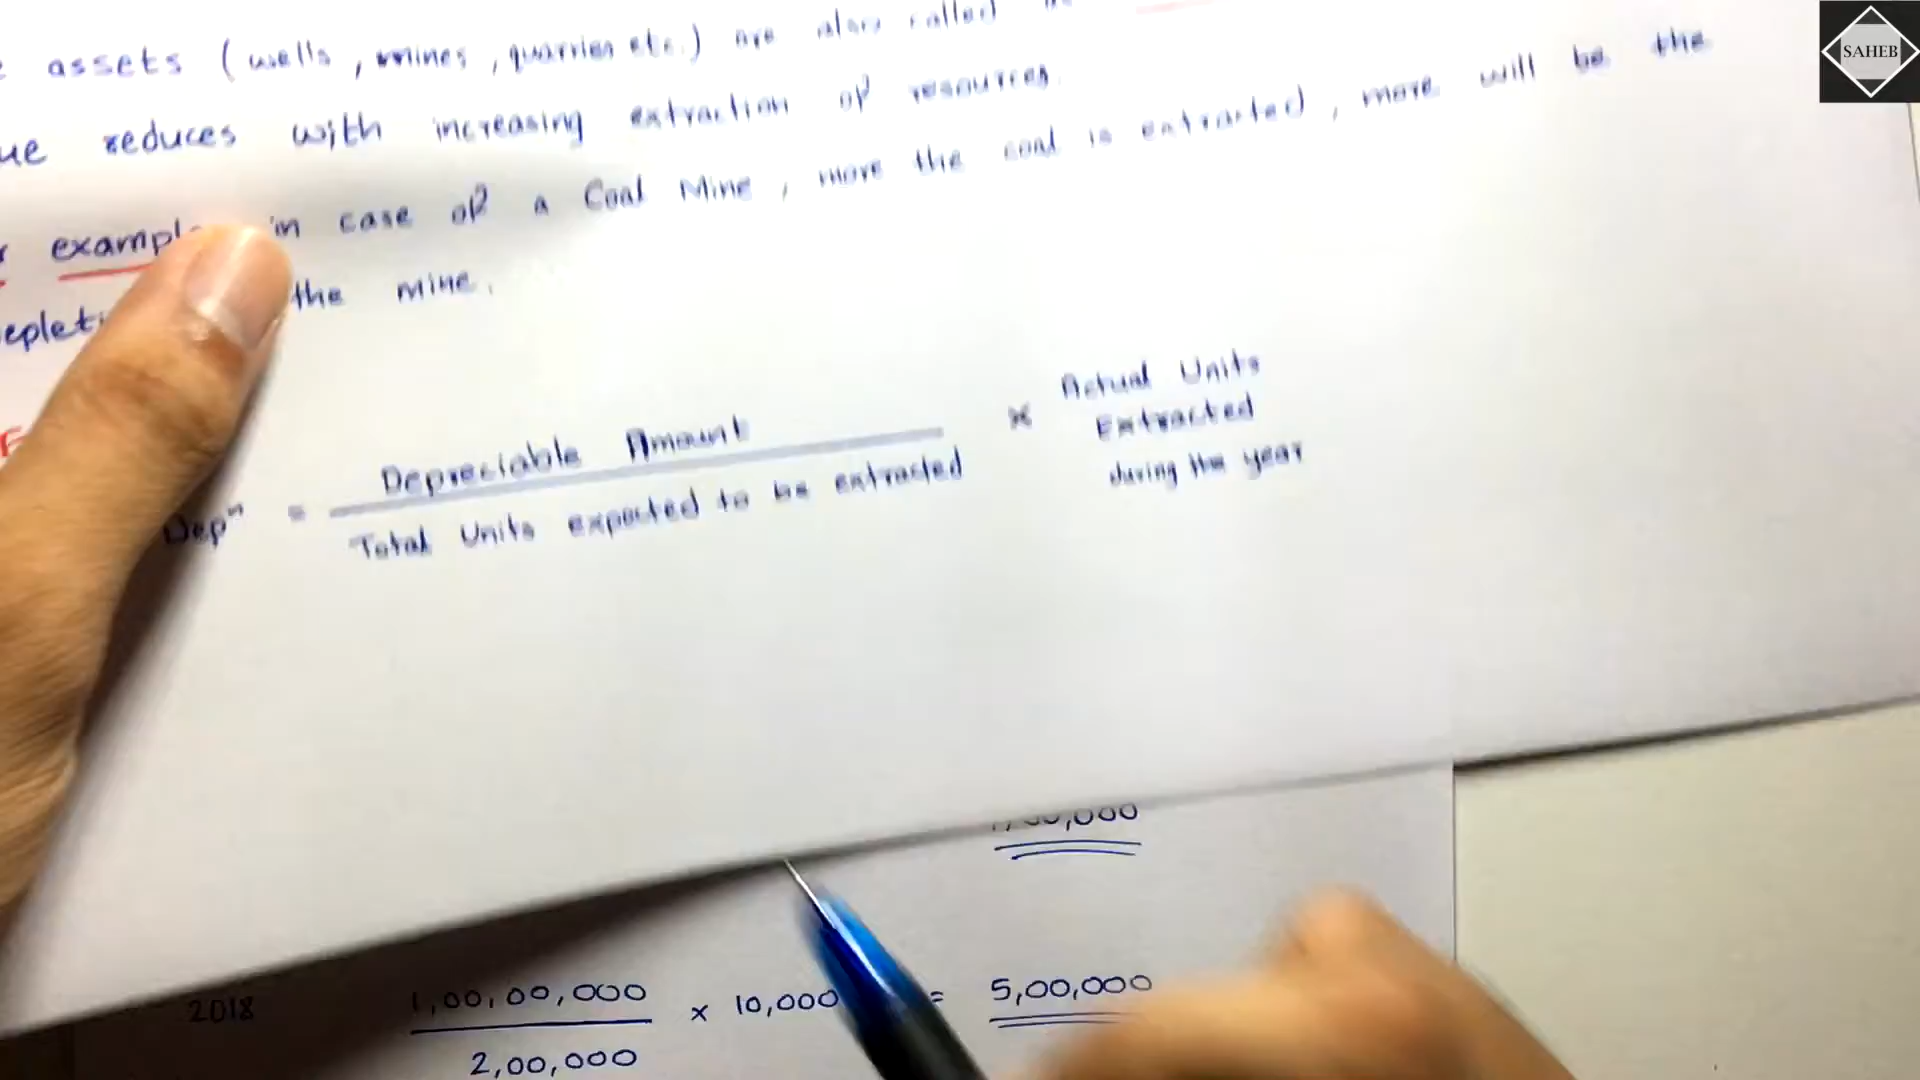 SAHEB
assets (wells, mines, quarries etc.) are also called
reduces with increasing extraction of resources.
example in case of a Coal Mine, more the coal is extracted, more will be the
the mine.
Depreciable Amount
Depⁿ = × Actual Units Extracted during the year
Total Units expected to be extracted
2018 1,00,00,000 × 10,000 = 5,00,000
2,00,000